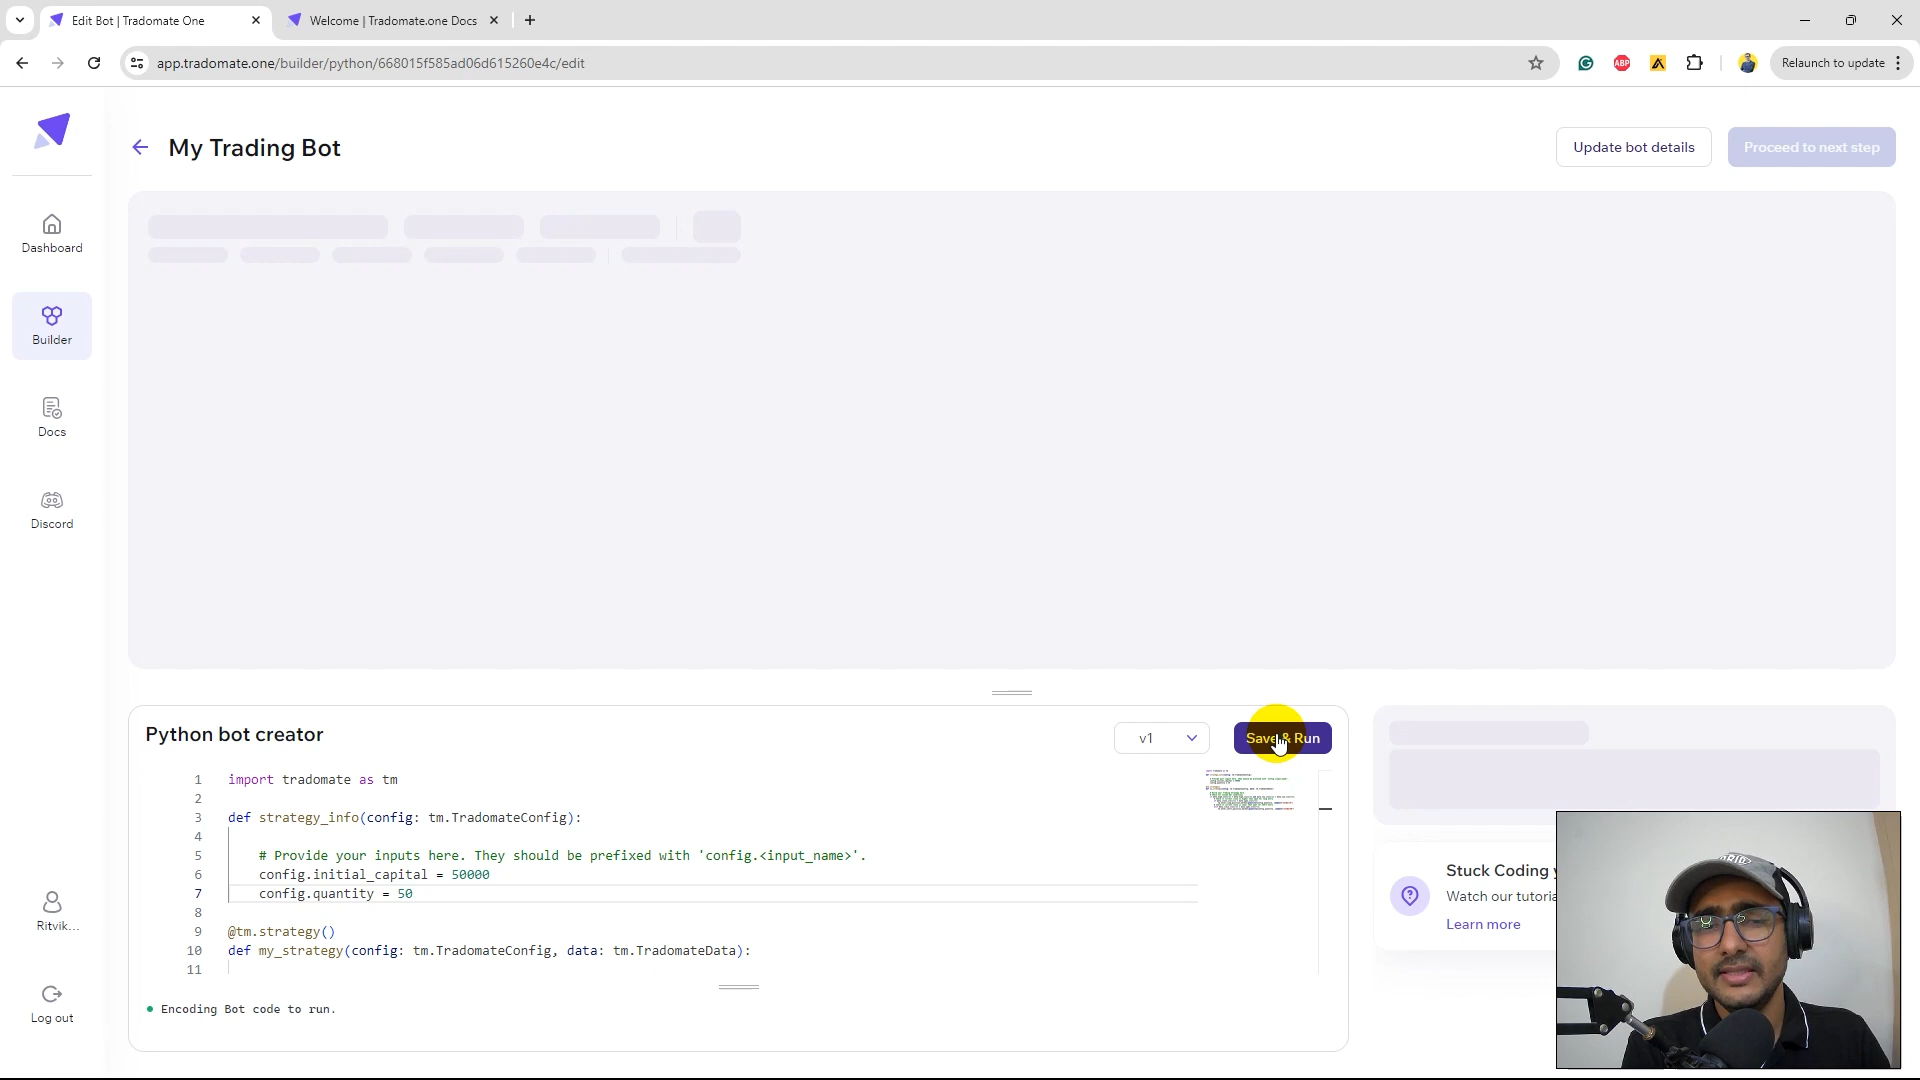 Edit Bot | Tradomate One
Welcome | Tradomate.one Docs
app.tradomate.one/builder/python/668015f585ad06d615260e4c/edit
ABP
Relaunch to update
My Trading Bot
Update bot details
Proceed to next step
Dashboard
Builder
Docs
Discord
Ritvik...
Log out
Python bot creator
v1
Save & Run
1 import tradomate as tm
2
3 def strategy_info(config: tm.TradomateConfig):
4
5 # Provide your inputs here. They should be prefixed with 'config.<input_name>'.
6 config.initial_capital = 50000
7 config.quantity = 50
8
9 @tm.strategy()
10 def my_strategy(config: tm.TradomateConfig, data: tm.TradomateData):
11
Encoding Bot code to run.
Stuck Coding
Watch our
Learn more